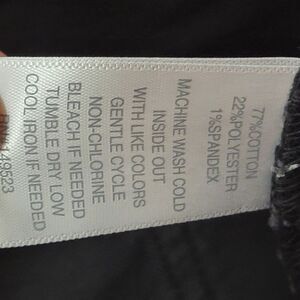 77%COTTON
22%POLYESTER
1%SPANDEX
MACHINE WASH COLD
INSIDE OUT
WITH LIKE COLORS
GENTLE CYCLE
NON-CHLORINE
BLEACH IF NEEDED
TUMBLE DRY LOW
COOL IRON IF NEEDED